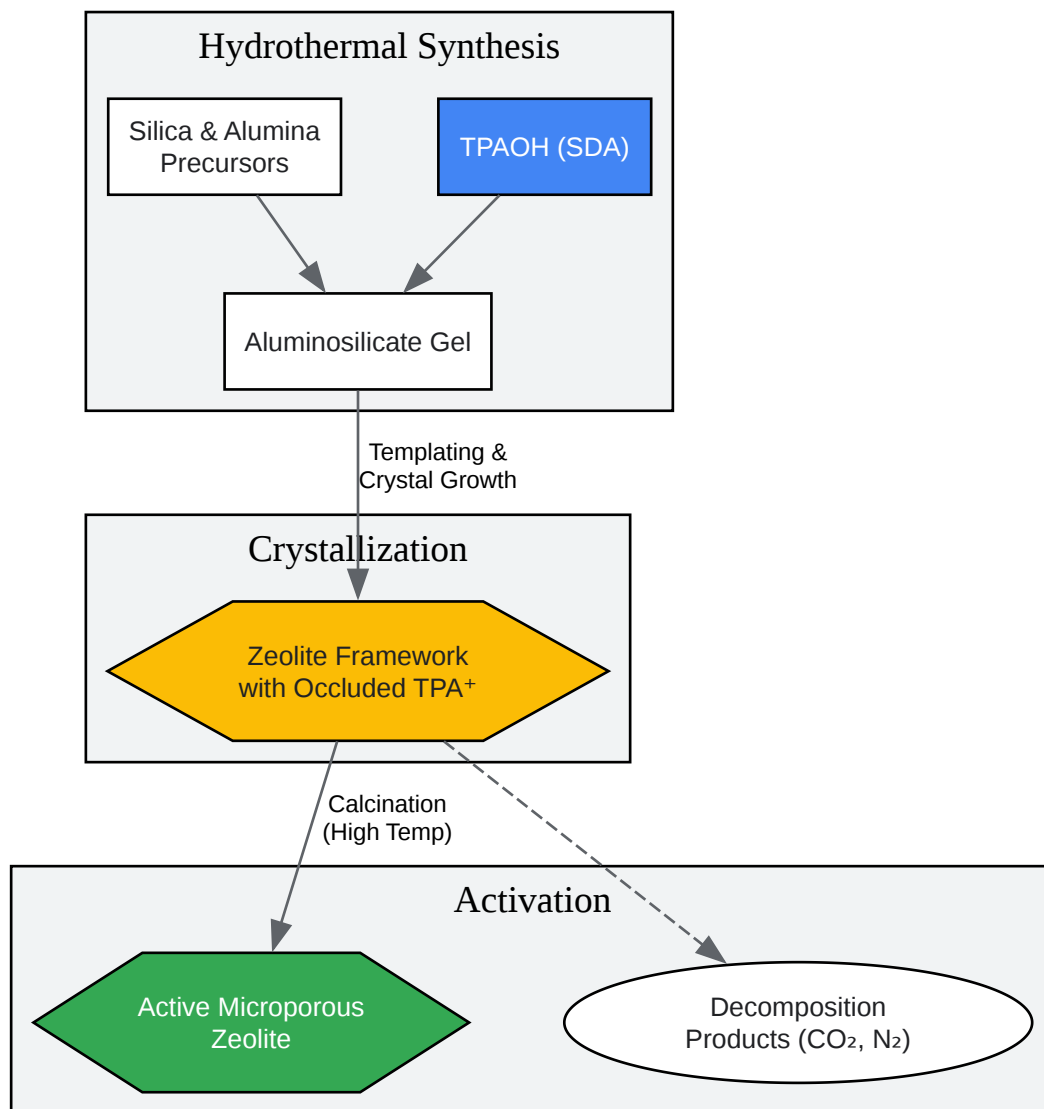 Hydrothermal Synthesis
Silica & Alumina
Precursors
TPAOH (SDA)
Aluminosilicate Gel
Templating &
Crystal Growth
Crystallization
Zeolite Framework
with Occluded TPA⁺
Calcination
(High Temp)
Activation
Active Microporous
Zeolite
Decomposition
Products (CO₂, N₂)